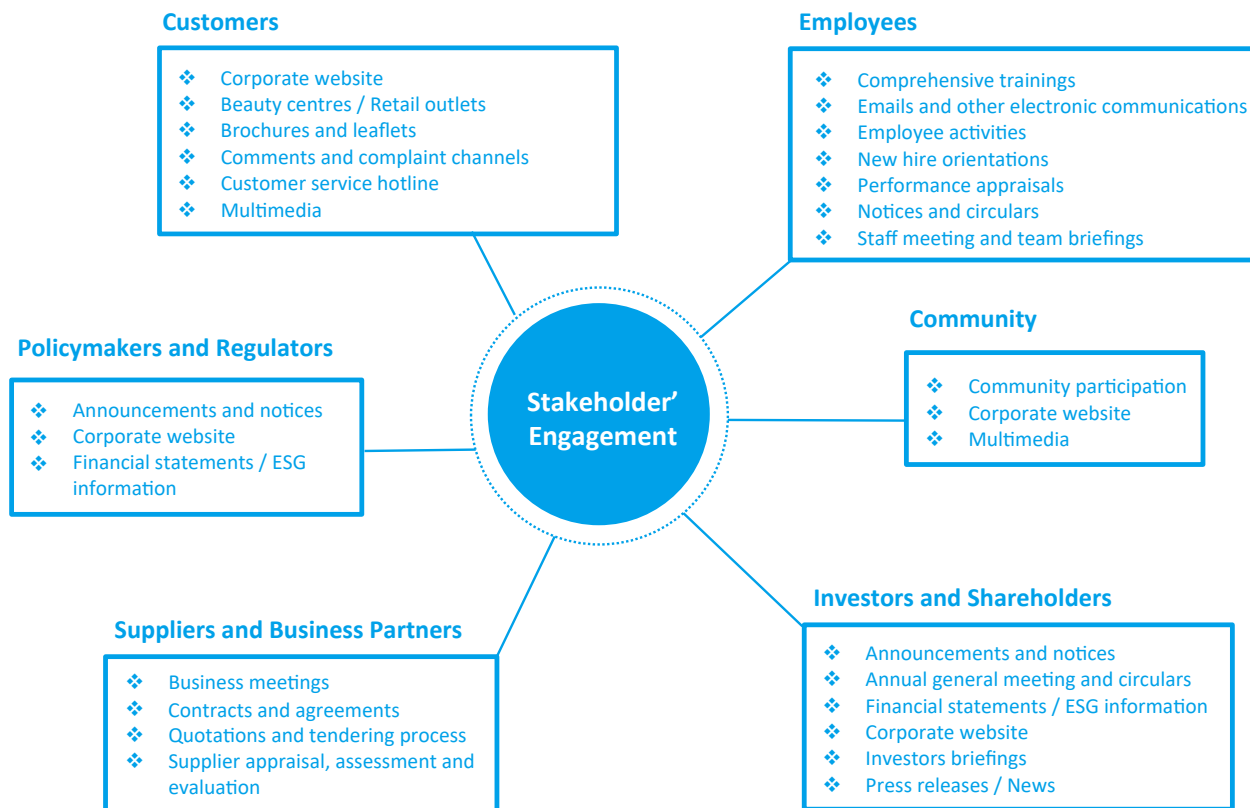 Customers
❖ Corporate website
❖ Beauty centres / Retail outlets
❖ Brochures and leaflets
❖ Comments and complaint channels
❖ Customer service hotline
❖ Multimedia
Employees
❖ Comprehensive trainings
❖ Emails and other electronic communications
❖ Employee activities
❖ New hire orientations
❖ Performance appraisals
❖ Notices and circulars
❖ Staff meeting and team briefings
Policymakers and Regulators
❖ Announcements and notices
❖ Corporate website
❖ Financial statements / ESG
information
Stakeholder’
Engagement
Community
❖ Community participation
❖ Corporate website
❖ Multimedia
Suppliers and Business Partners
❖ Business meetings
❖ Contracts and agreements
❖ Quotations and tendering process
❖ Supplier appraisal, assessment and
evaluation
Investors and Shareholders
❖ Announcements and notices
❖ Annual general meeting and circulars
❖ Financial statements / ESG information
❖ Corporate website
❖ Investors briefings
❖ Press releases / News